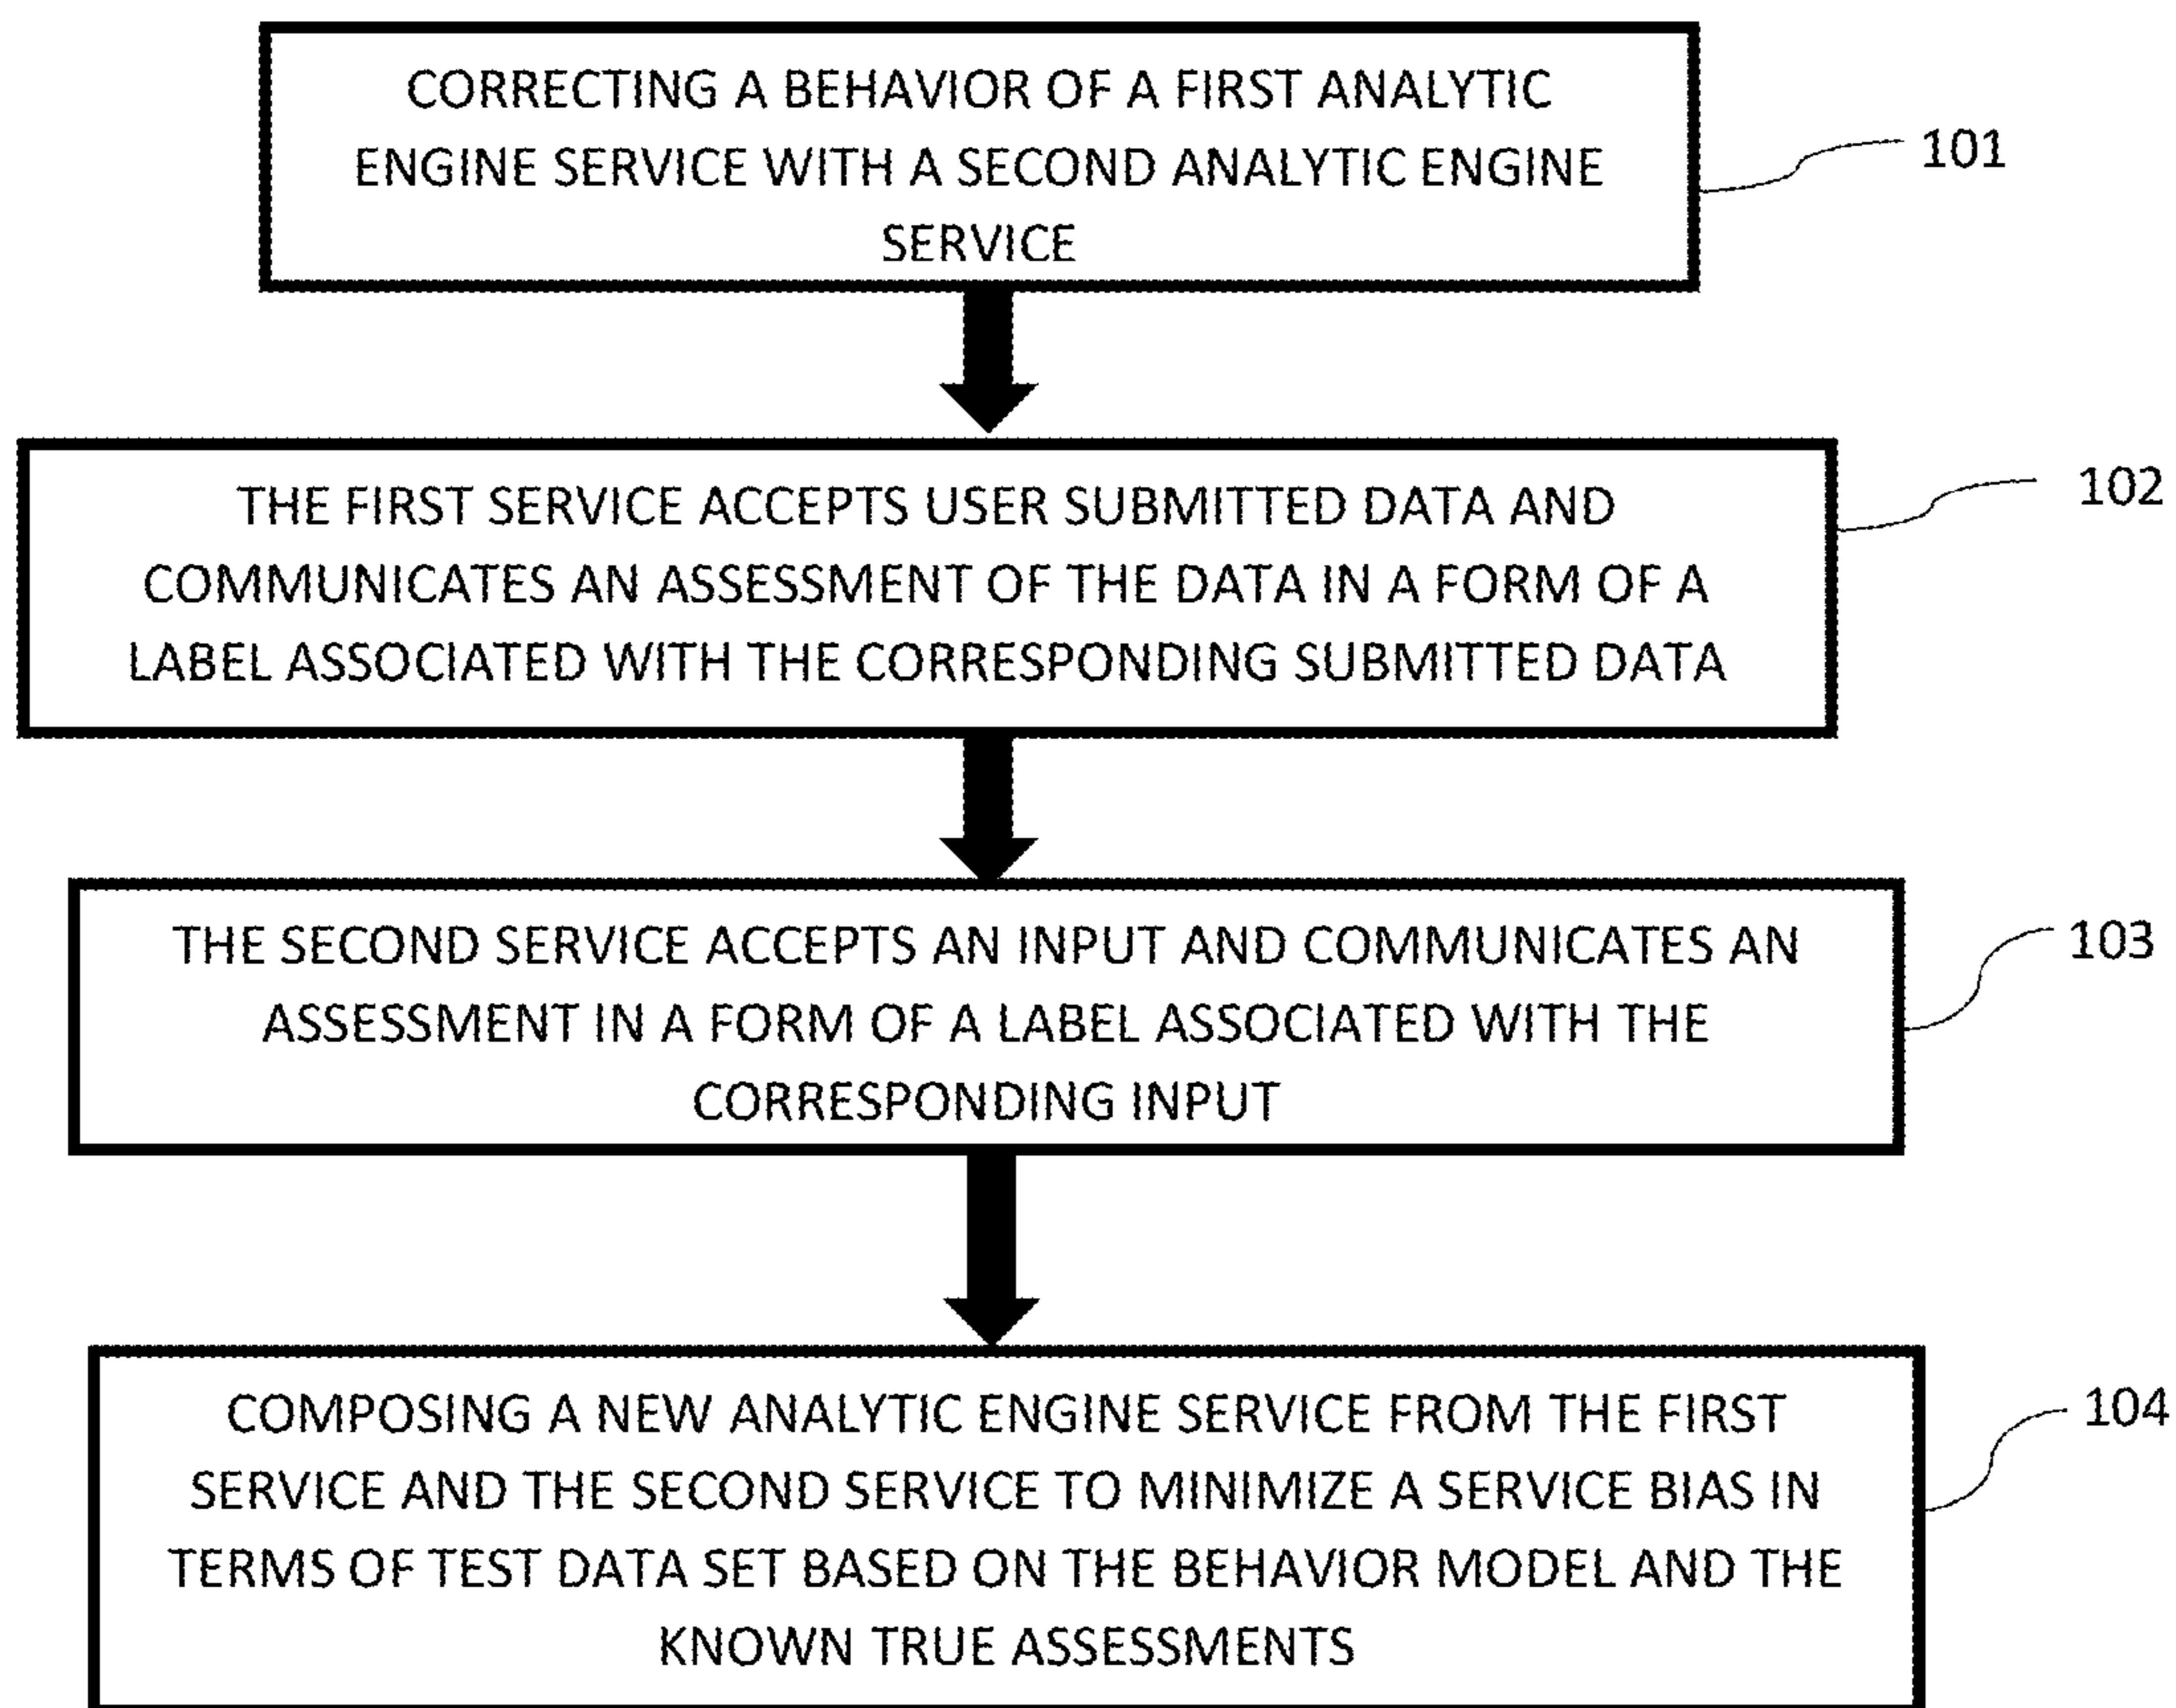 CORRECTING A BEHAVIOR OF A FIRST ANALYTIC
ENGINE SERVICE WITH A SECOND ANALYTIC ENGINE
SERVICE
101
THE FIRST SERVICE ACCEPTS USER SUBMITTED DATA AND
COMMUNICATES AN ASSESSMENT OF THE DATA IN A FORM OF A
LABEL ASSOCIATED WITH THE CORRESPONDING SUBMITTED DATA
102
THE SECOND SERVICE ACCEPTS AN INPUT AND COMMUNICATES AN
ASSESSMENT IN A FORM OF A LABEL ASSOCIATED WITH THE
CORRESPONDING INPUT
103
COMPOSING A NEW ANALYTIC ENGINE SERVICE FROM THE FIRST
SERVICE AND THE SECOND SERVICE TO MINIMIZE A SERVICE BIAS IN
TERMS OF TEST DATA SET BASED ON THE BEHAVIOR MODEL AND THE
KNOWN TRUE ASSESSMENTS
104